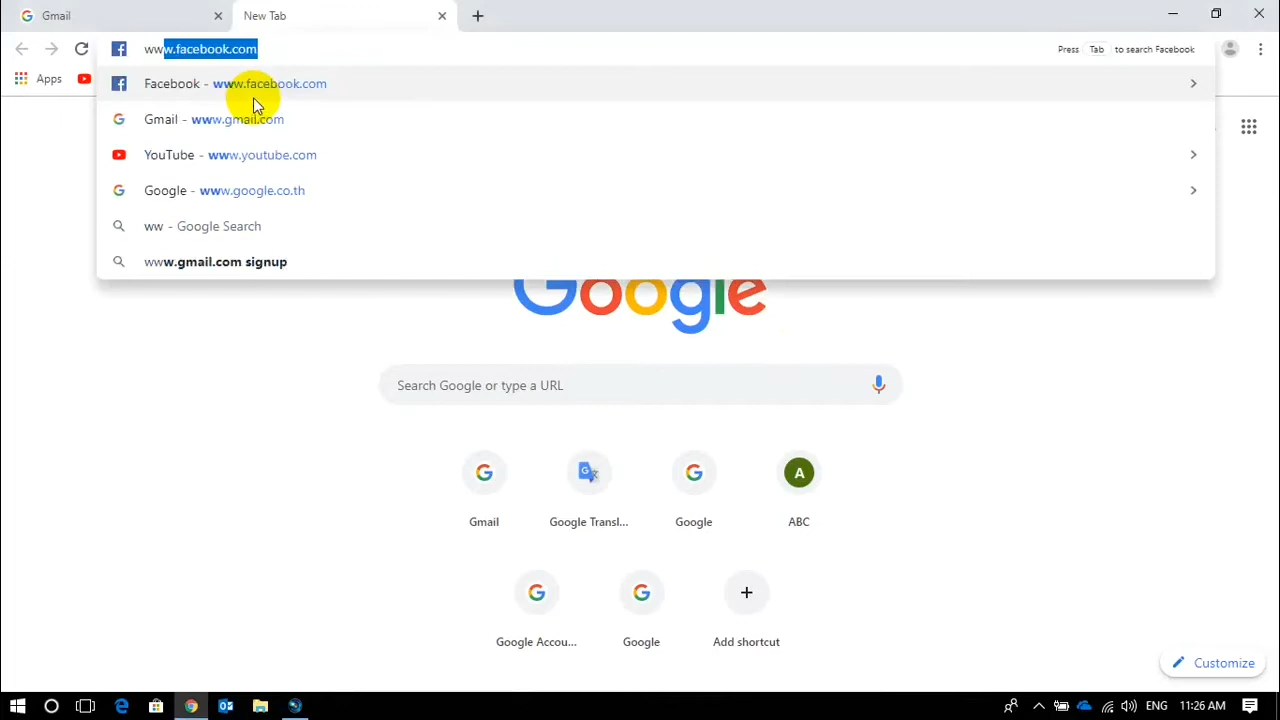 Gmail
New Tab
www.facebook.com
Press Tab to search Facebook
Apps
Facebook - www.facebook.com
Gmail - www.gmail.com
YouTube - www.youtube.com
Google - www.google.co.th
ww - Google Search
www.gmail.com signup
Google
Search Google or type a URL
Gmail
Google Transl...
Google
A
ABC
Google Accou...
Google
Add shortcut
Customize
ENG
11:26 AM